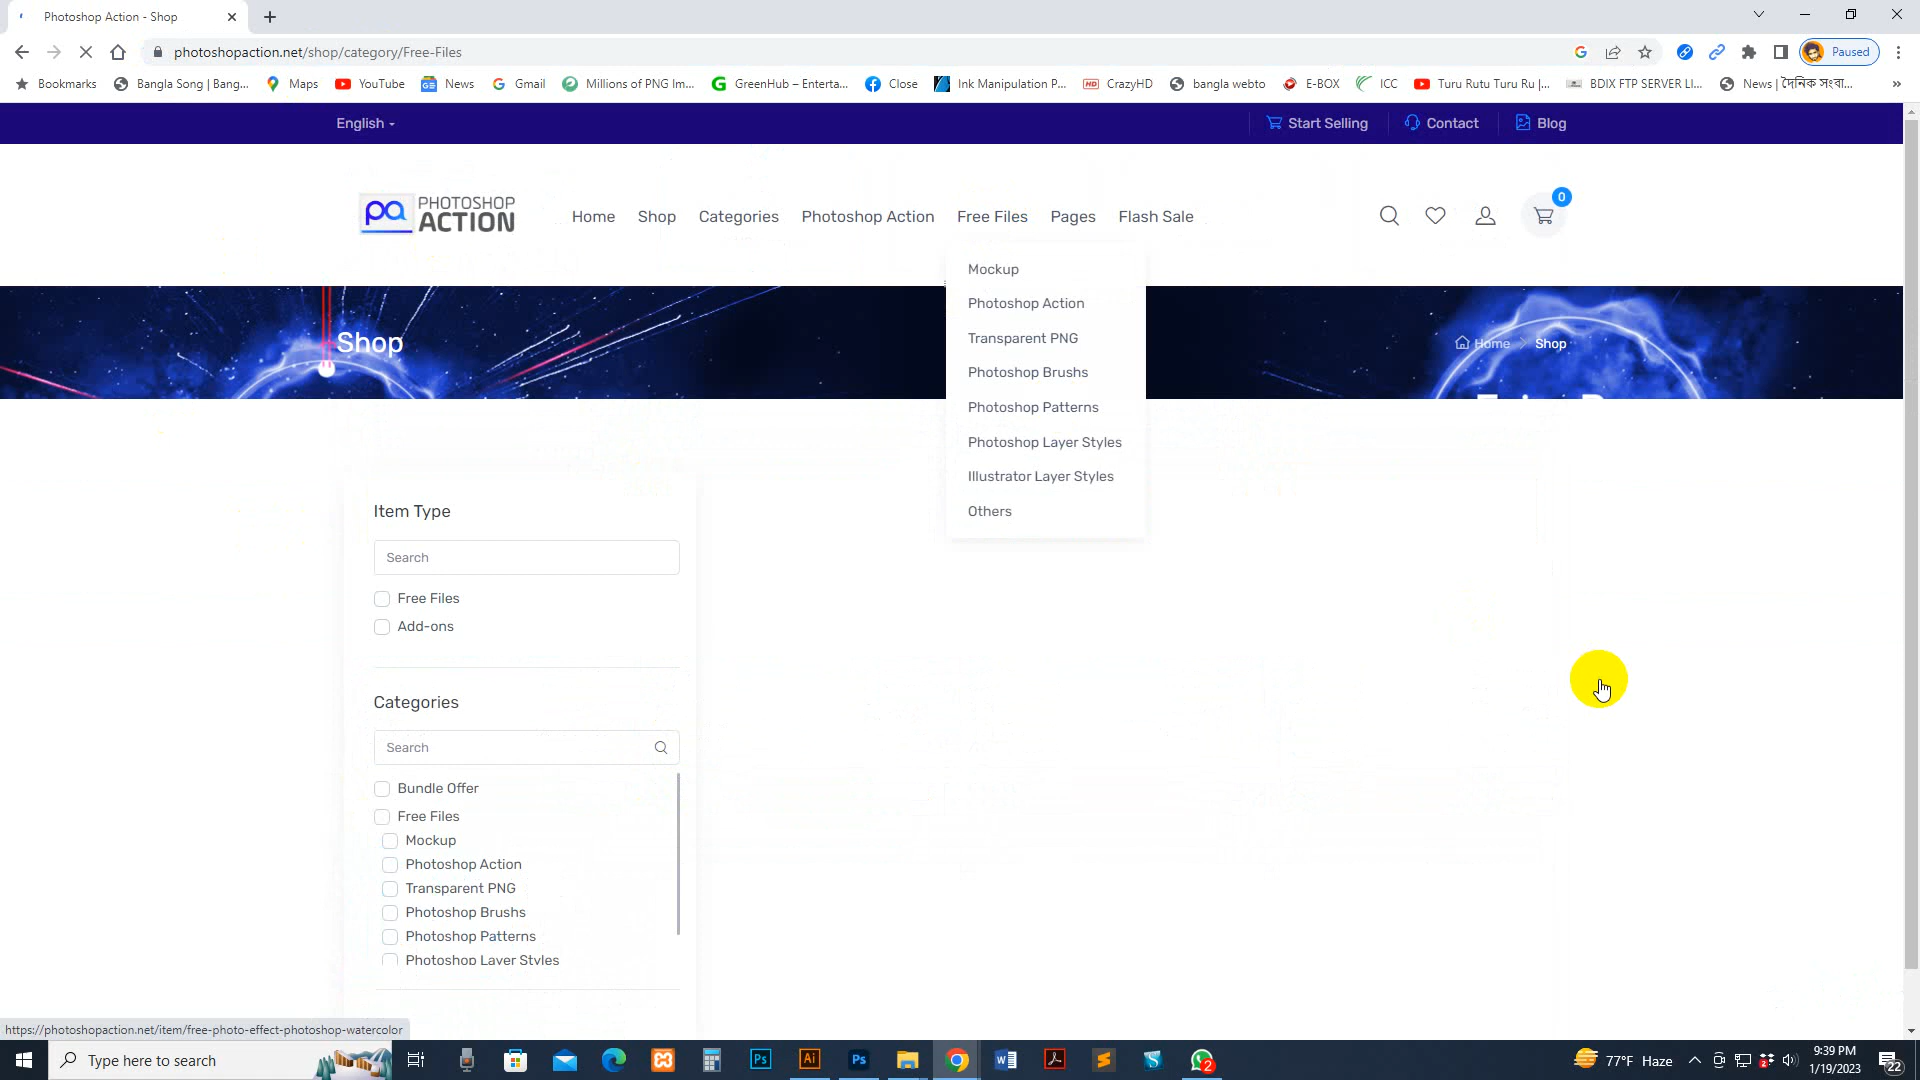 Photoshop Action - Shop
photoshopaction.net/shop/category/Free-Files
Paused
Bookmarks
Bangla Song | Bang...
Maps
YouTube
News
Gmail
Millions of PNG Im...
GreenHub – Enterta...
Close
Ink Manipulation P...
CrazyHD
bangla webto
E-BOX
ICC
Turu Rutu Turu Ru |...
BDIX FTP SERVER LI...
News | দৈনিক সংবা...
English
Start Selling
Contact
Blog
pa PHOTOSHOP
ACTION
Home
Shop
Categories
Photoshop Action
Free Files
Pages
Flash Sale
0
Mockup
Photoshop Action
Transparent PNG
Photoshop Brushs
Photoshop Patterns
Photoshop Layer Styles
Illustrator Layer Styles
Others
Shop
Home
Shop
Item Type
Search
Free Files
Add-ons
Categories
Search
Bundle Offer
Free Files
Mockup
Photoshop Action
Transparent PNG
Photoshop Brushs
Photoshop Patterns
Photoshop Layer Styles
https://photoshopaction.net/item/free-photo-effect-photoshop-watercolor
Type here to search
Ps
Ai
Ps
2
77°F Haze
9:39 PM
1/19/2023
22